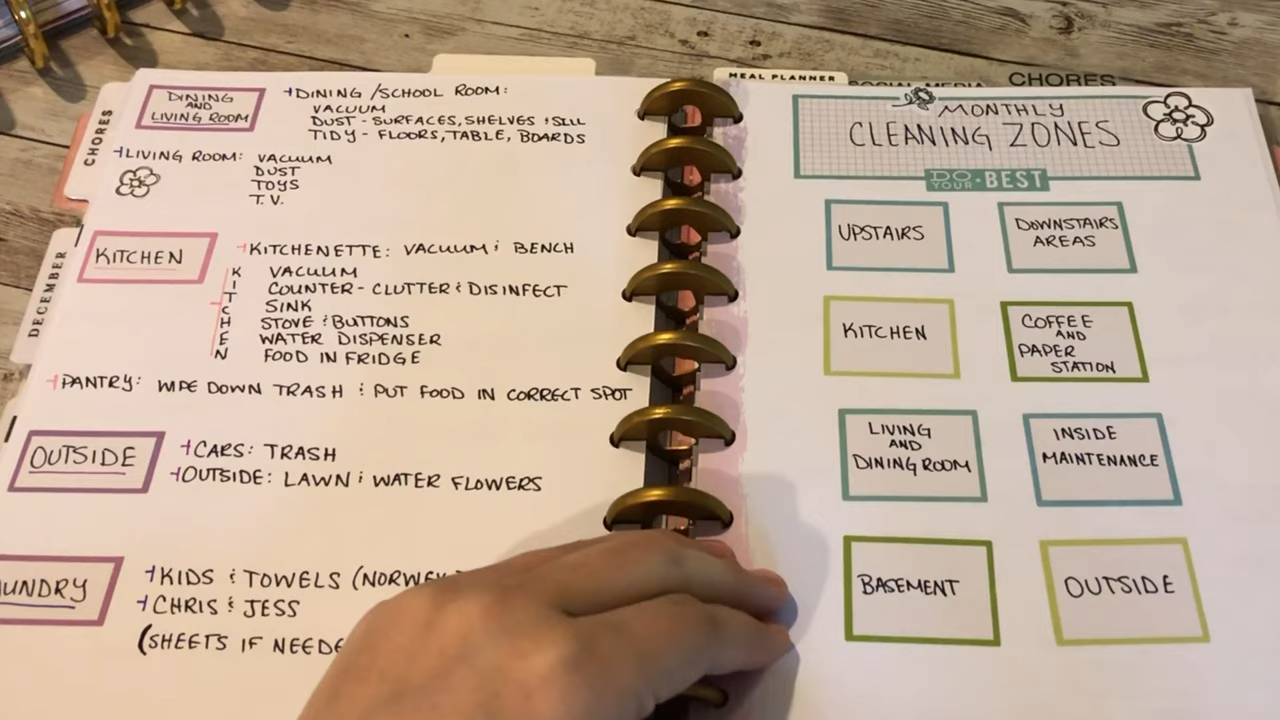 CHORES
DECEMBER
DINING
AND
LIVING ROOM
DINING / SCHOOL ROOM:
VACUUM
DUST - SURFACES, SHELVES & SILL
TIDY - FLOORS, TABLE, BOARDS
LIVING ROOM: VACUUM
DUST
TOYS
T.V.
KITCHEN
KITCHENETTE: VACUUM & BENCH
K VACUUM
I COUNTER - CLUTTER & DISINFECT
T SINK
C STOVE & BUTTONS
H WATER DISPENSER
E FOOD IN FRIDGE
N
PANTRY: WIPE DOWN TRASH & PUT FOOD IN CORRECT SPOT
OUTSIDE
CARS: TRASH
OUTSIDE: LAWN & WATER FLOWERS
UNDRY
KIDS & TOWELS (NORWEX
CHRIS & JESS
(SHEETS IF NEEDE
MEAL PLANNER
SOCIAL MEDIA
CHORES
MONTHLY
CLEANING ZONES
DO YOUR • BEST
UPSTAIRS
DOWNSTAIRS
AREAS
KITCHEN
COFFEE
AND
PAPER
STATION
LIVING
AND
DINING ROOM
INSIDE
MAINTENANCE
BASEMENT
OUTSIDE